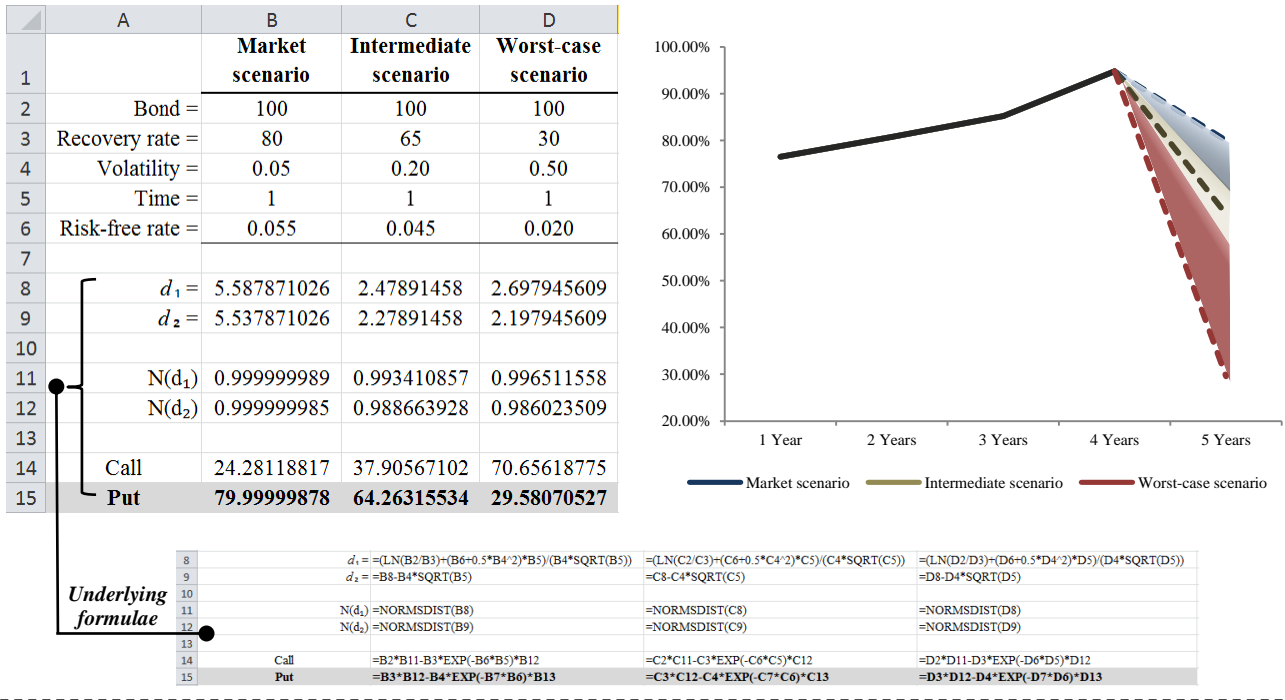 A B C D
1 Market scenario Intermediate scenario Worst-case scenario
2 Bond = 100 100 100
3 Recovery rate = 80 65 30
4 Volatility = 0.05 0.20 0.50
5 Time = 1 1 1
6 Risk-free rate = 0.055 0.045 0.020
7
8 d₁ = 5.587871026 2.47891458 2.697945609
9 d₂ = 5.537871026 2.27891458 2.197945609
10
11 N(d₁) 0.999999989 0.993410857 0.996511558
12 N(d₂) 0.999999985 0.988663928 0.986023509
13
14 Call 24.28118817 37.90567102 70.65618775
15 Put 79.99999878 64.26315534 29.58070527
100.00%
90.00%
80.00%
70.00%
60.00%
50.00%
40.00%
30.00%
20.00%
1 Year 2 Years 3 Years 4 Years 5 Years
Market scenario Intermediate scenario Worst-case scenario
Underlying
formulae
8 d₁ = =(LN(B2/B3)+(B6+0.5*B4^2)*B5)/(B4*SQRT(B5)) =(LN(C2/C3)+(C6+0.5*C4^2)*C5)/(C4*SQRT(C5)) =(LN(D2/D3)+(D6+0.5*D4^2)*D5)/(D4*SQRT(D5))
9 d₂ = =B8-B4*SQRT(B5) =C8-C4*SQRT(C5) =D8-D4*SQRT(D5)
10
11 N(d₁) =NORMSDIST(B8) =NORMSDIST(C8) =NORMSDIST(D8)
12 N(d₂) =NORMSDIST(B9) =NORMSDIST(C9) =NORMSDIST(D9)
13
14 Call =B2*B11-B3*EXP(-B6*B5)*B12 =C2*C11-C3*EXP(-C6*C5)*C12 =D2*D11-D3*EXP(-D6*D5)*D12
15 Put =B3*B12-B4*EXP(-B7*B6)*B13 =C3*C12-C4*EXP(-C7*C6)*C13 =D3*D12-D4*EXP(-D7*D6)*D13